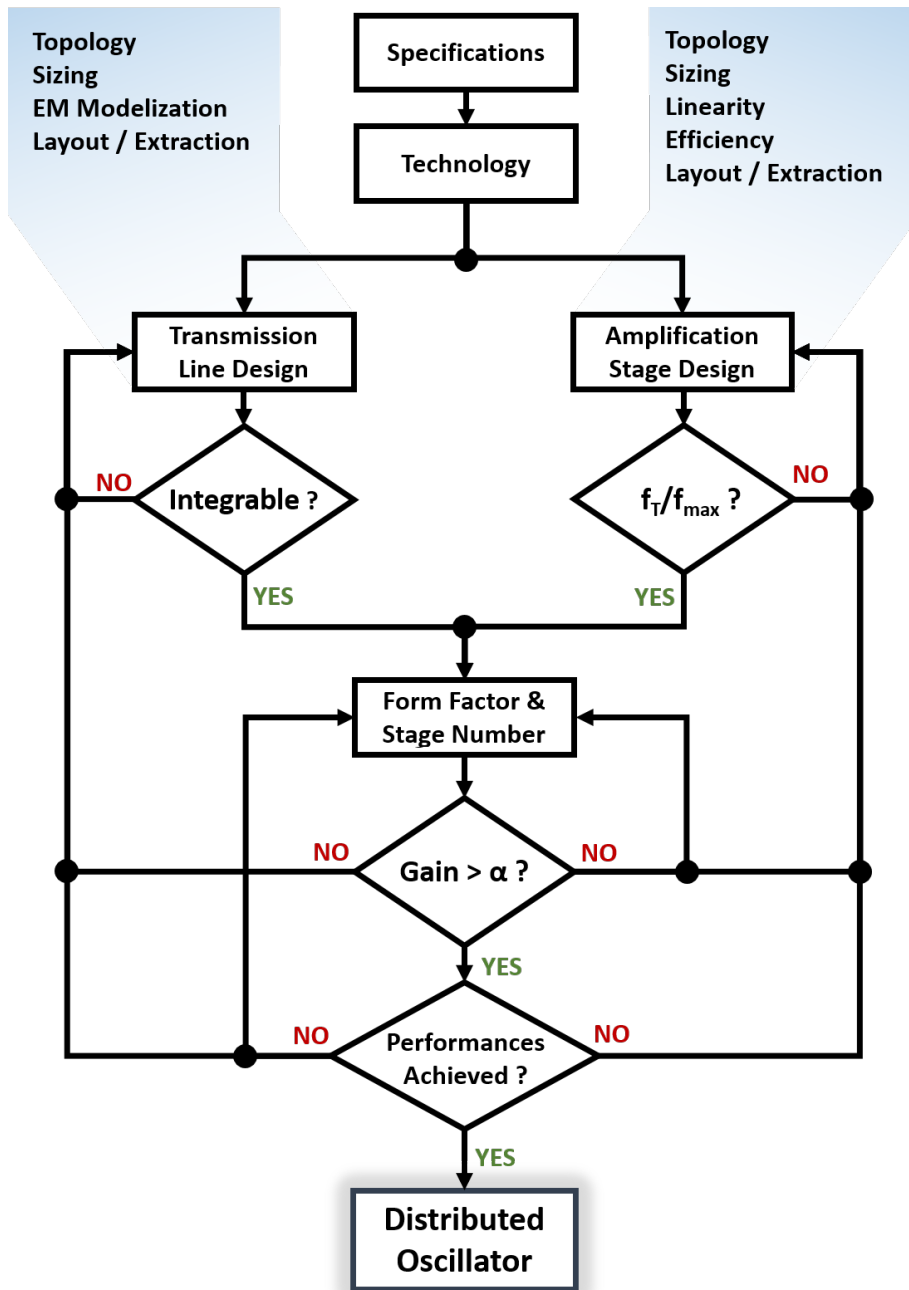 Topology
Sizing
EM Modelization
Layout / Extraction
Specifications
Technology
Topology
Sizing
Linearity
Efficiency
Layout / Extraction
Transmission
Line Design
Amplification
Stage Design
NO
Integrable ?
YES
fT/fmax ?
NO
YES
Form Factor &
Stage Number
NO
Gain > α ?
NO
YES
NO
Performances
Achieved ?
NO
YES
Distributed
Oscillator